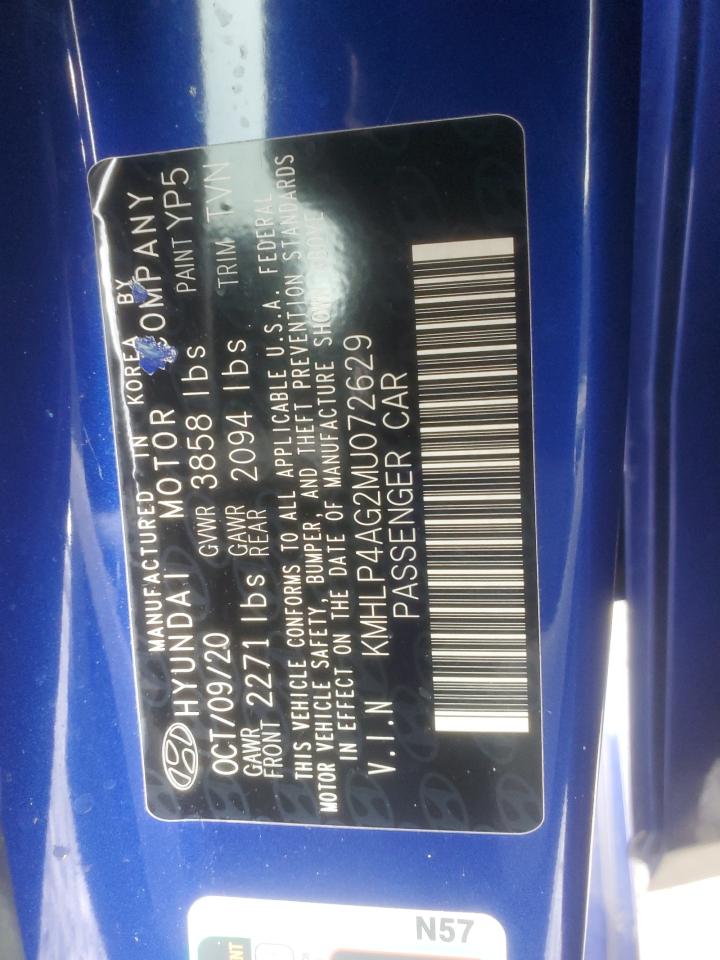 MANUFACTURED IN KOREA BY
HYUNDAI MOTOR COMPANY
OCT/09/20 GVWR 3858 lbs PAINT YP5
GAWR FRONT 2271 lbs GAWR REAR 2094 lbs TRIM TVN
THIS VEHICLE CONFORMS TO ALL APPLICABLE U.S.A. FEDERAL
MOTOR VEHICLE SAFETY, BUMPER, AND THEFT PREVENTION STANDARDS
IN EFFECT ON THE DATE OF MANUFACTURE SHOWN ABOVE
V.I.N KMHLP4AG2MU072629
PASSENGER CAR
N57